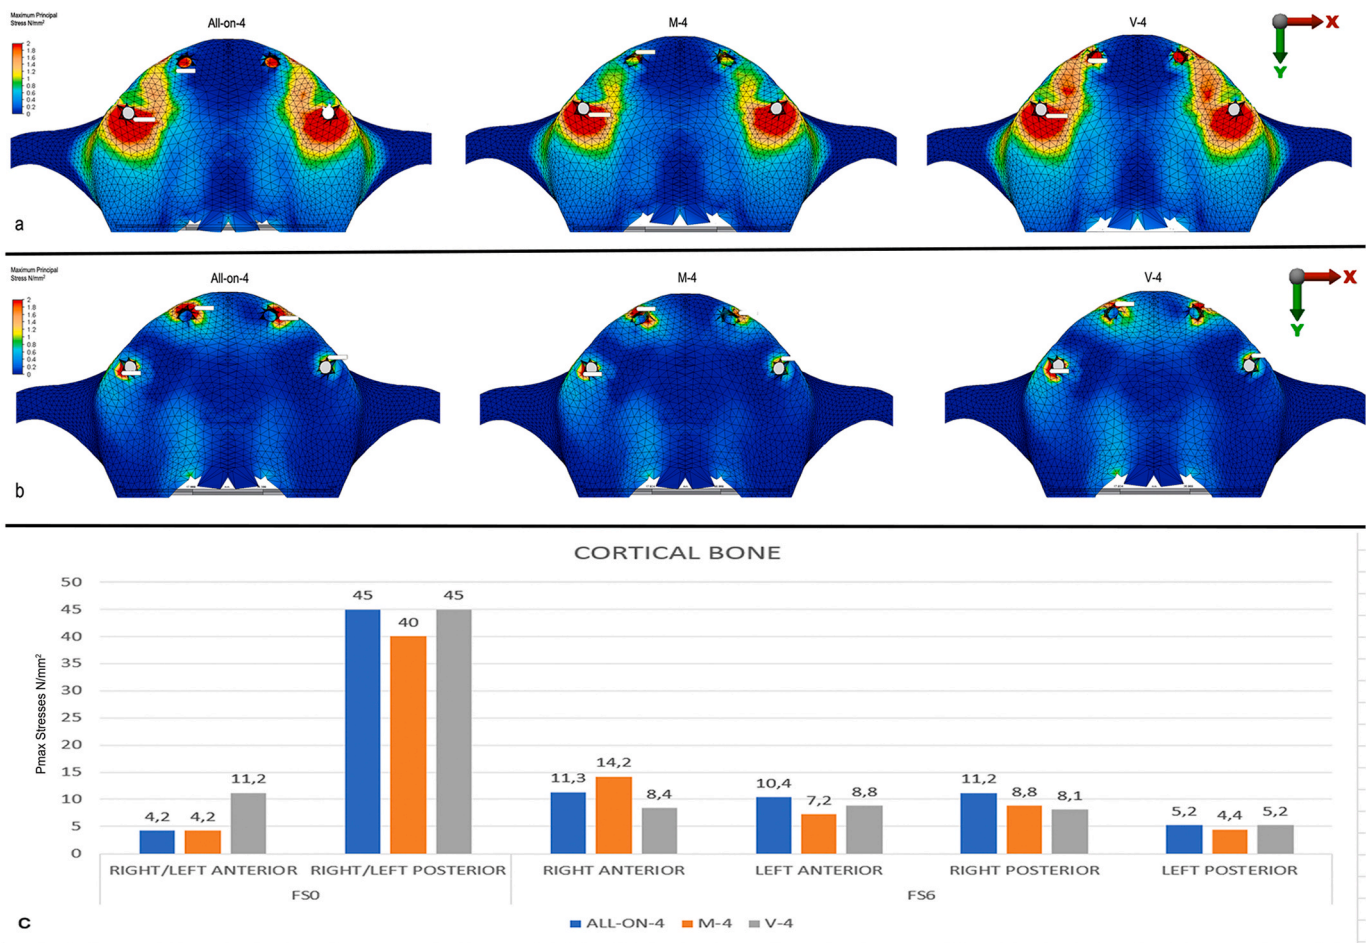 Maximum Principal
Stress N/mm²
All-on-4
M-4
V-4
X
Y
2
1.8
1.6
1.4
1.2
1
0.8
0.6
0.4
0.2
0
a
Maximum Principal
Stress N/mm²
All-on-4
M-4
V-4
X
Y
2
1.8
1.6
1.4
1.2
1
0.8
0.6
0.4
0.2
0
b
CORTICAL BONE
Pmax Stresses N/mm²
50
45
40
35
30
25
20
15
10
5
0
4,2 4,2 11,2
45 40 45
11,3 14,2 8,4
10,4 7,2 8,8
11,2 8,8 8,1
5,2 4,4 5,2
RIGHT/LEFT ANTERIOR RIGHT/LEFT POSTERIOR RIGHT ANTERIOR LEFT ANTERIOR RIGHT POSTERIOR LEFT POSTERIOR
FS0 FS6
c
ALL-ON-4 M-4 V-4